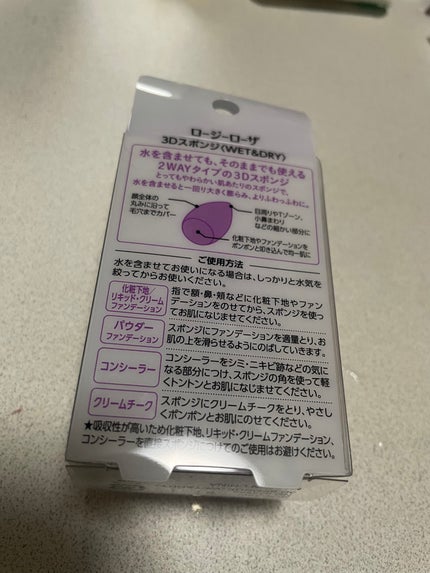 ロージーローザ
3Dスポンジ〈WET&DRY〉
水を含ませても、そのままでも使える
2WAYタイプの3Dスポンジ
とってもやわらかい肌あたりのスポンジで、
水を含ませると一回り大きく膨らみ、よりふわっふわに。
顔全体の
丸みに沿って
毛穴までカバー
目周りやTゾーン、
小鼻まわり
などの細かい部分に
化粧下地やファンデーションを
ポンポンと叩き込んで均一肌に
ご使用方法
水を含ませてお使いになる場合は、しっかりと水気を
絞ってからお使いください。
化粧下地/
リキッド・クリーム
ファンデーション
指で額・鼻・頬などに化粧下地やファン
デーションをのせてから、スポンジを使っ
てお肌になじませてください。
パウダー
ファンデーション
スポンジにファンデーションを適量とり、お
肌の上を滑らせるようにのばしていきます。
コンシーラー
コンシーラーをシミ・ニキビ跡などの気に
なる部分につけ、スポンジの角を使って軽
くトントンとお肌になじませてください。
クリームチーク
スポンジにクリームチークをとり、やさし
くポンポンとお肌にのせてください。
★吸収性が高いため化粧下地、リキッド・クリームファンデーション、
コンシーラーを直接スポンジにつけてのご使用はお避けください。